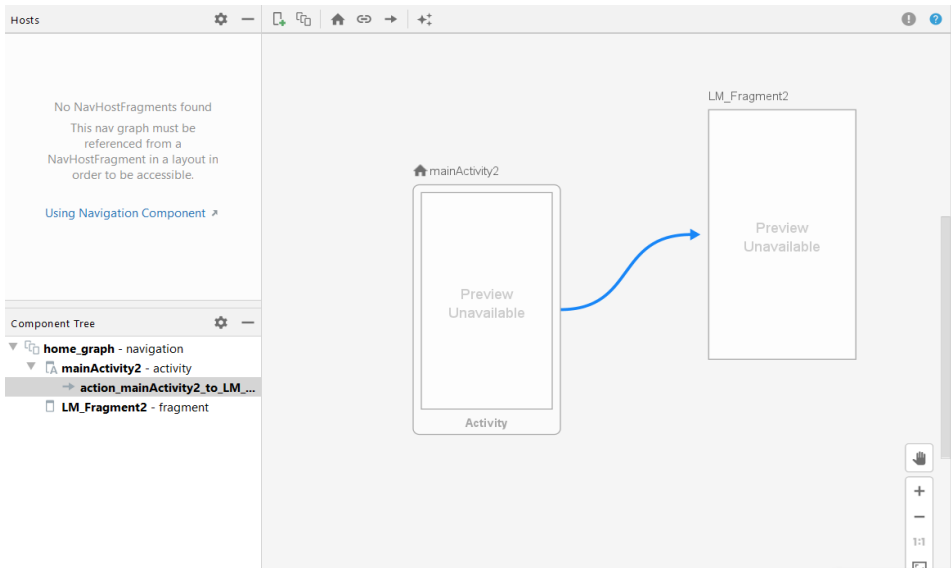 Hosts
No NavHostFragments found
This nav graph must be
referenced from a
NavHostFragment in a layout in
order to be accessible.
Using Navigation Component
Component Tree
home_graph - navigation
mainActivity2 - activity
action_mainActivity2_to_LM_...
LM_Fragment2 - fragment
mainActivity2
Preview
Unavailable
Activity
LM_Fragment2
Preview
Unavailable
1:1